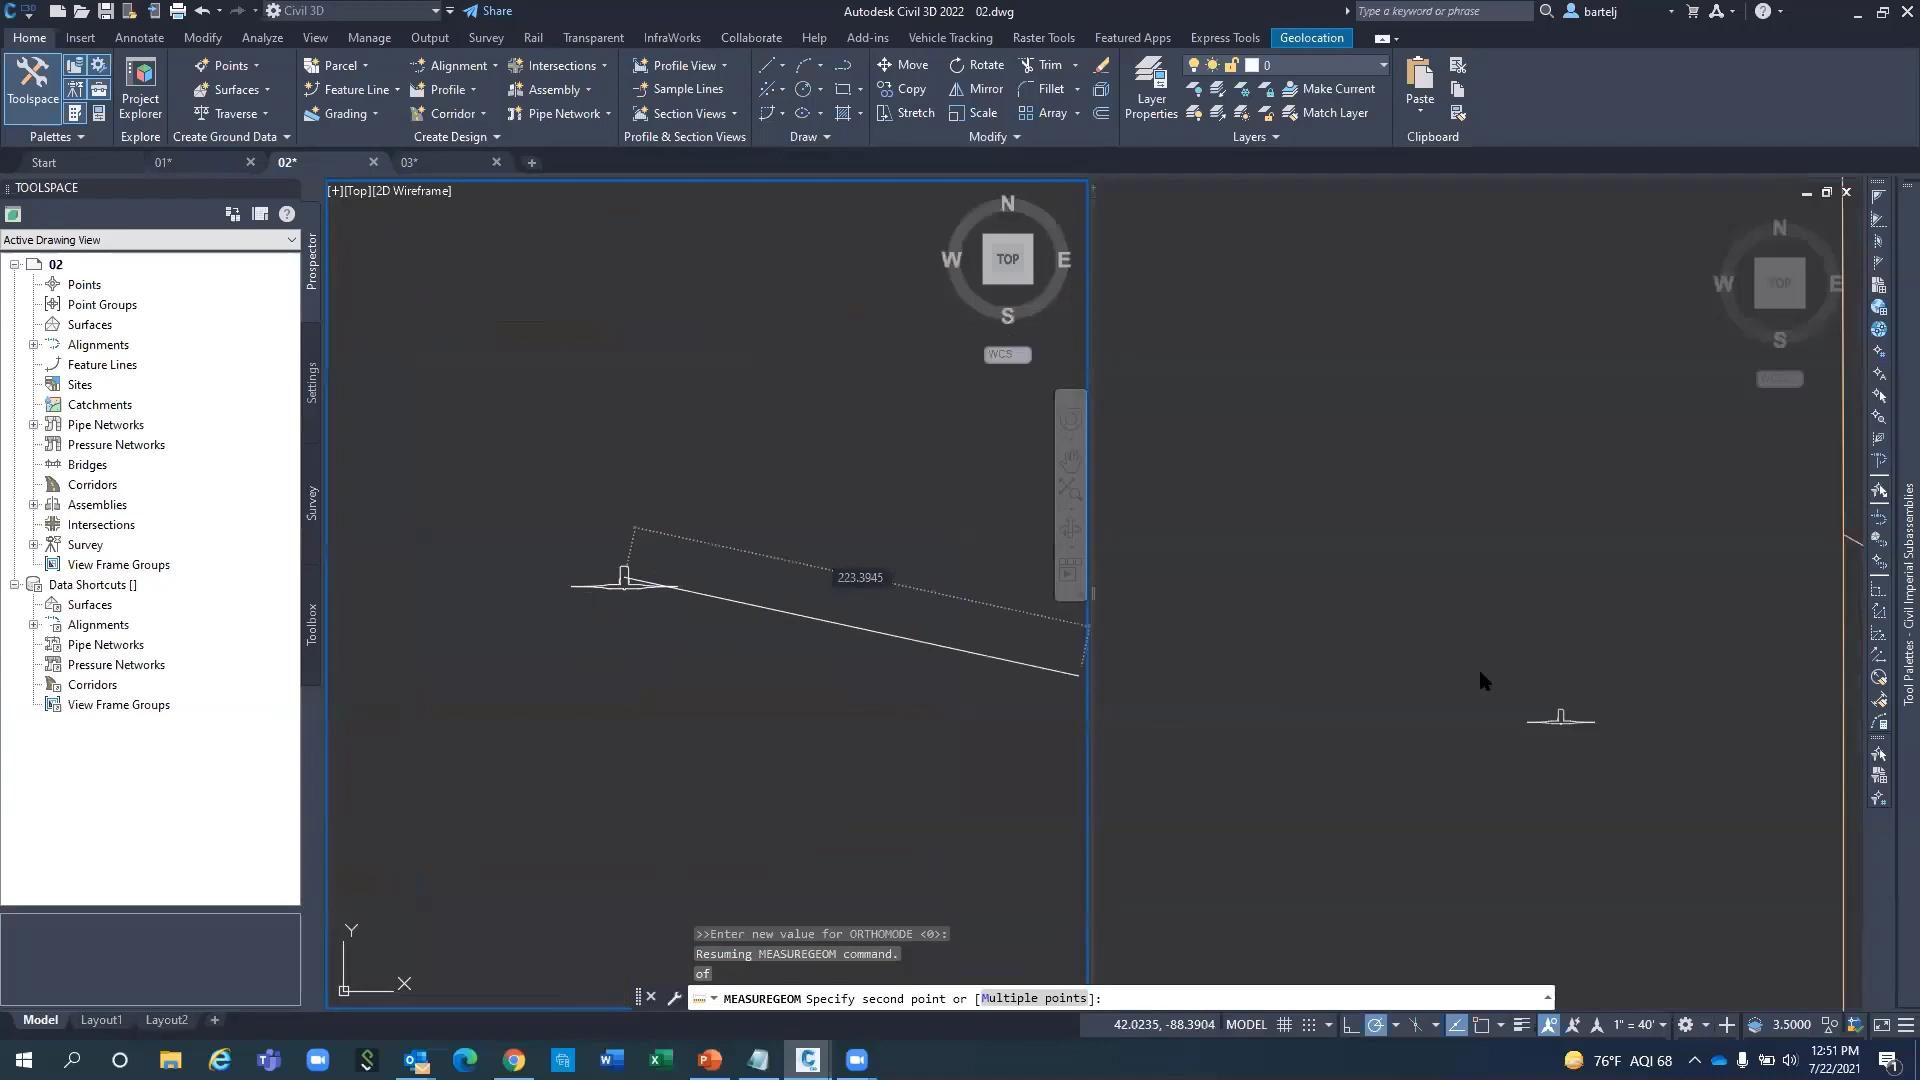 Civil 3D
Share
Autodesk Civil 3D 2022 02.dwg
Type a keyword or phrase
bartelj
Home Insert Annotate Modify Analyze View Manage Output Survey Rail Transparent InfraWorks Collaborate Help Add-ins Vehicle Tracking Raster Tools Featured Apps Express Tools Geolocation
Points Parcel Alignment Intersections Profile View Move Rotate Trim 0
Toolspace Project Explorer Surfaces Feature Line Profile Assembly Sample Lines Copy Mirror Fillet Layer Properties Make Current Paste
Traverse Grading Corridor Pipe Network Section Views Stretch Scale Array Match Layer
Palettes Explore Create Ground Data Create Design Profile & Section Views Draw Modify Layers Clipboard
Start 01* 02* 03*
TOOLSPACE
[+][Top][2D Wireframe]
Active Drawing View
02
Points
Point Groups
Surfaces
Alignments
Feature Lines
Sites
Catchments
Pipe Networks
Pressure Networks
Bridges
Corridors
Assemblies
Intersections
Survey
View Frame Groups
Data Shortcuts []
Surfaces
Alignments
Pipe Networks
Pressure Networks
Corridors
View Frame Groups
Prospector
Settings
Survey
Toolbox
N
W TOP E
S
WCS
N
W TOP E
S
WCS
223.3945
Tool Palettes - Civil Imperial Subassemblies
Y
X
>>Enter new value for ORTHOMODE <0>:
Resuming MEASUREGEOM command.
of
MEASUREGEOM Specify second point or [Multiple points]:
Model Layout1 Layout2
42.0235, -88.3904 MODEL 1" = 40' 3.5000
76°F AQI 68
12:51 PM
7/22/2021
1